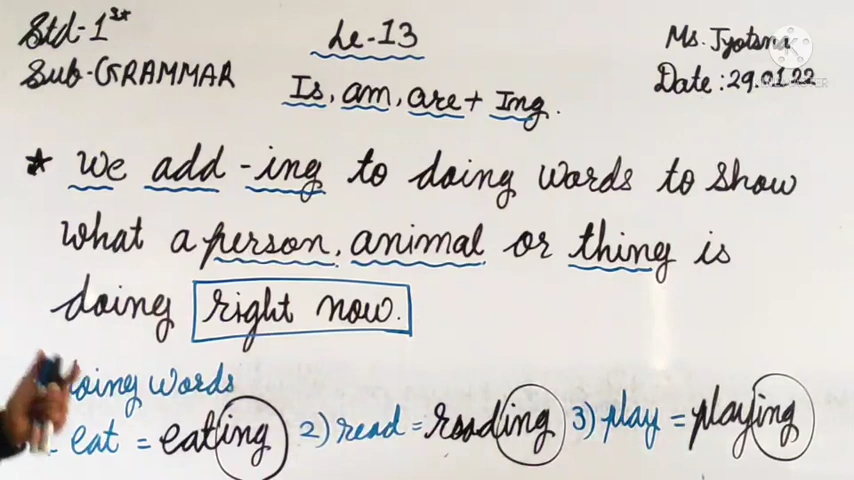 Std-1st
Le-13
Ms. Jyotsna
Sub-GRAMMAR
Date: 29.01.22
Is, am, are + Ing.
* we add -ing to doing words to show
what a person, animal or thing is
doing right now.
doing words
eat = eating 2) read = reading 3) play = playing